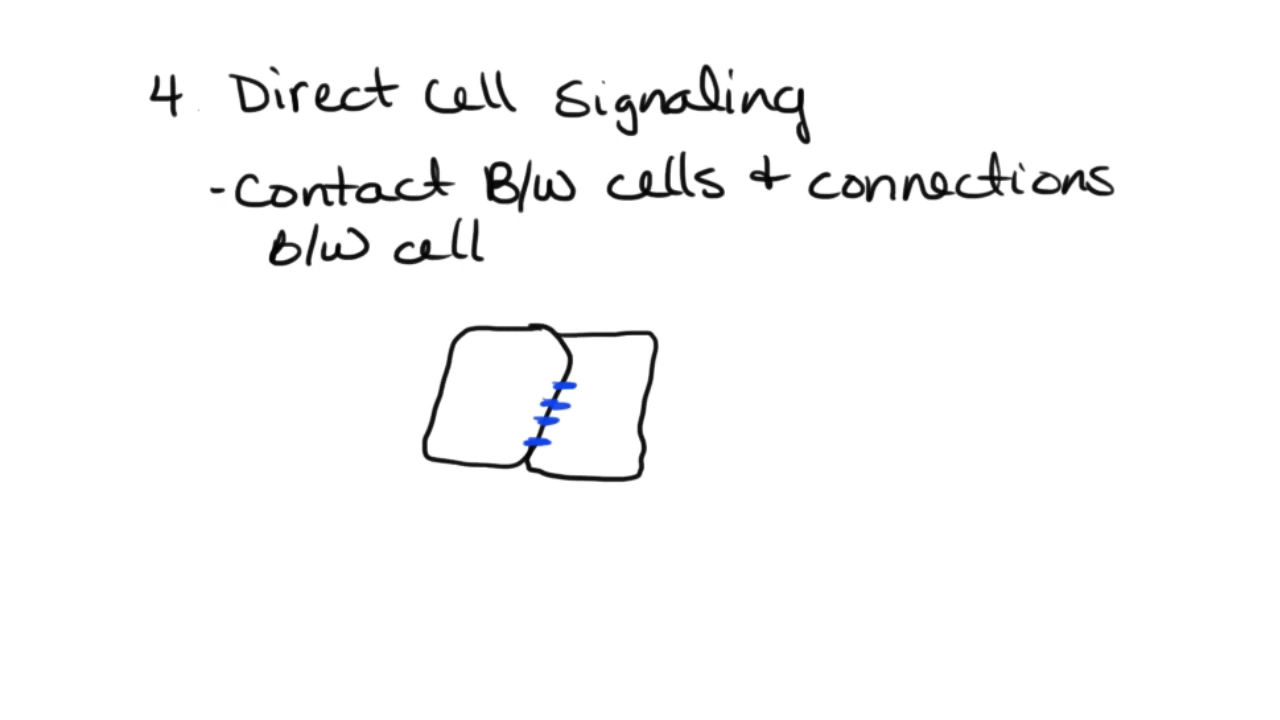 4 Direct cell signaling
- Contact B/w cells + connections
B/w cell